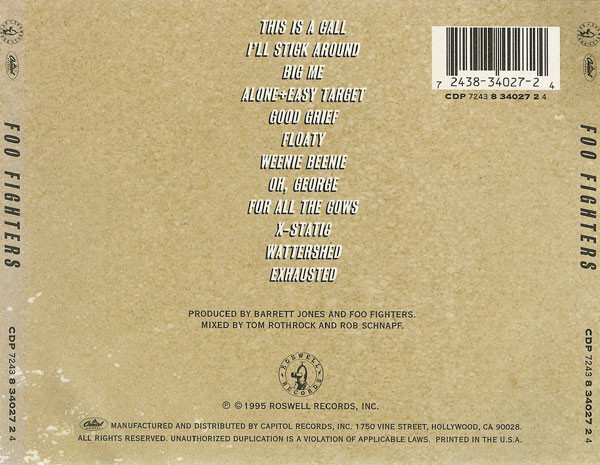 THIS IS A CALL
I'LL STICK AROUND
BIG ME
ALONE+EASY TARGET
GOOD GRIEF
FLOATY
WEENIE BEENIE
OH, GEORGE
FOR ALL THE COWS
X-STATIC
WATTERSHED
EXHAUSTED
7 2438-34027-2 4
CDP 7243 8 34027 2 4
PRODUCED BY BARRETT JONES AND FOO FIGHTERS.
MIXED BY TOM ROTHROCK AND ROB SCHNAPF.
ROSWELL
RECORDS
℗ © 1995 ROSWELL RECORDS, INC.
Capitol MANUFACTURED AND DISTRIBUTED BY CAPITOL RECORDS, INC. 1750 VINE STREET, HOLLYWOOD, CA 90028.
ALL RIGHTS RESERVED. UNAUTHORIZED DUPLICATION IS A VIOLATION OF APPLICABLE LAWS. PRINTED IN THE U.S.A.
Capitol
FOO FIGHTERS
CDP 7243 8 34027 2 4
Capitol
FOO FIGHTERS
CDP 7243 8 34027 2 4